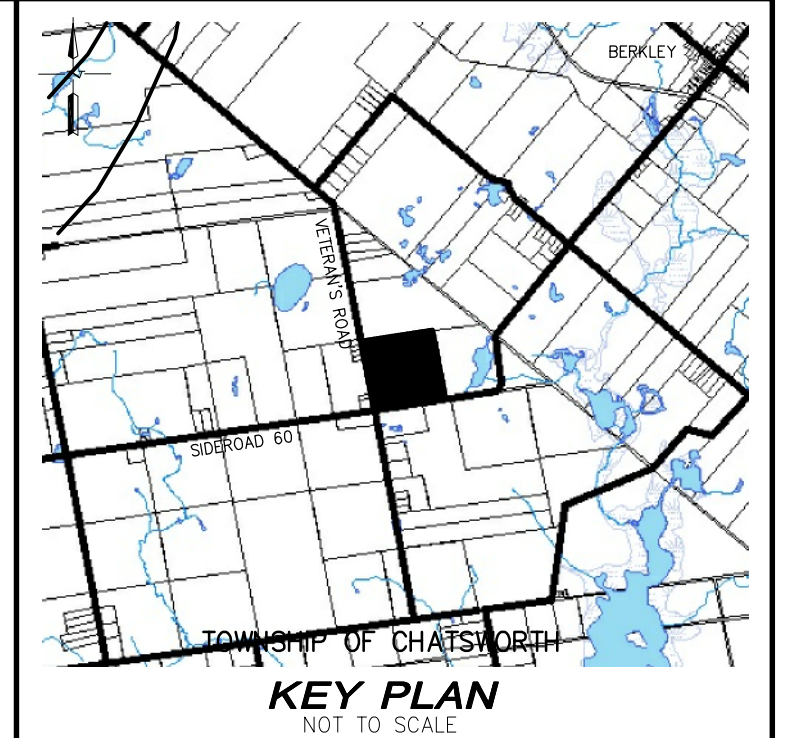 BERKLEY
VETERAN'S ROAD
SIDEROAD 60
TOWNSHIP OF CHATSWORTH
KEY PLAN
NOT TO SCALE